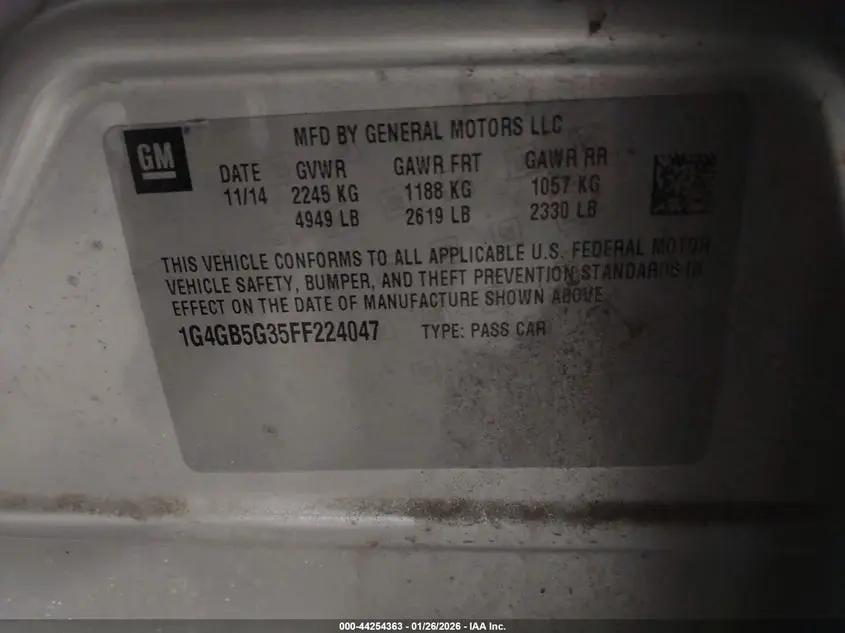 GM
MFD BY GENERAL MOTORS LLC
DATE GVWR GAWR FRT GAWR RR
11/14 2245 KG 1188 KG 1057 KG
4949 LB 2619 LB 2330 LB
THIS VEHICLE CONFORMS TO ALL APPLICABLE U.S. FEDERAL MOTOR
VEHICLE SAFETY, BUMPER, AND THEFT PREVENTION STANDARDS IN
EFFECT ON THE DATE OF MANUFACTURE SHOWN ABOVE
1G4GB5G35FF224047 TYPE: PASS CAR
000-44254363 - 01/26/2026 - IAA Inc.